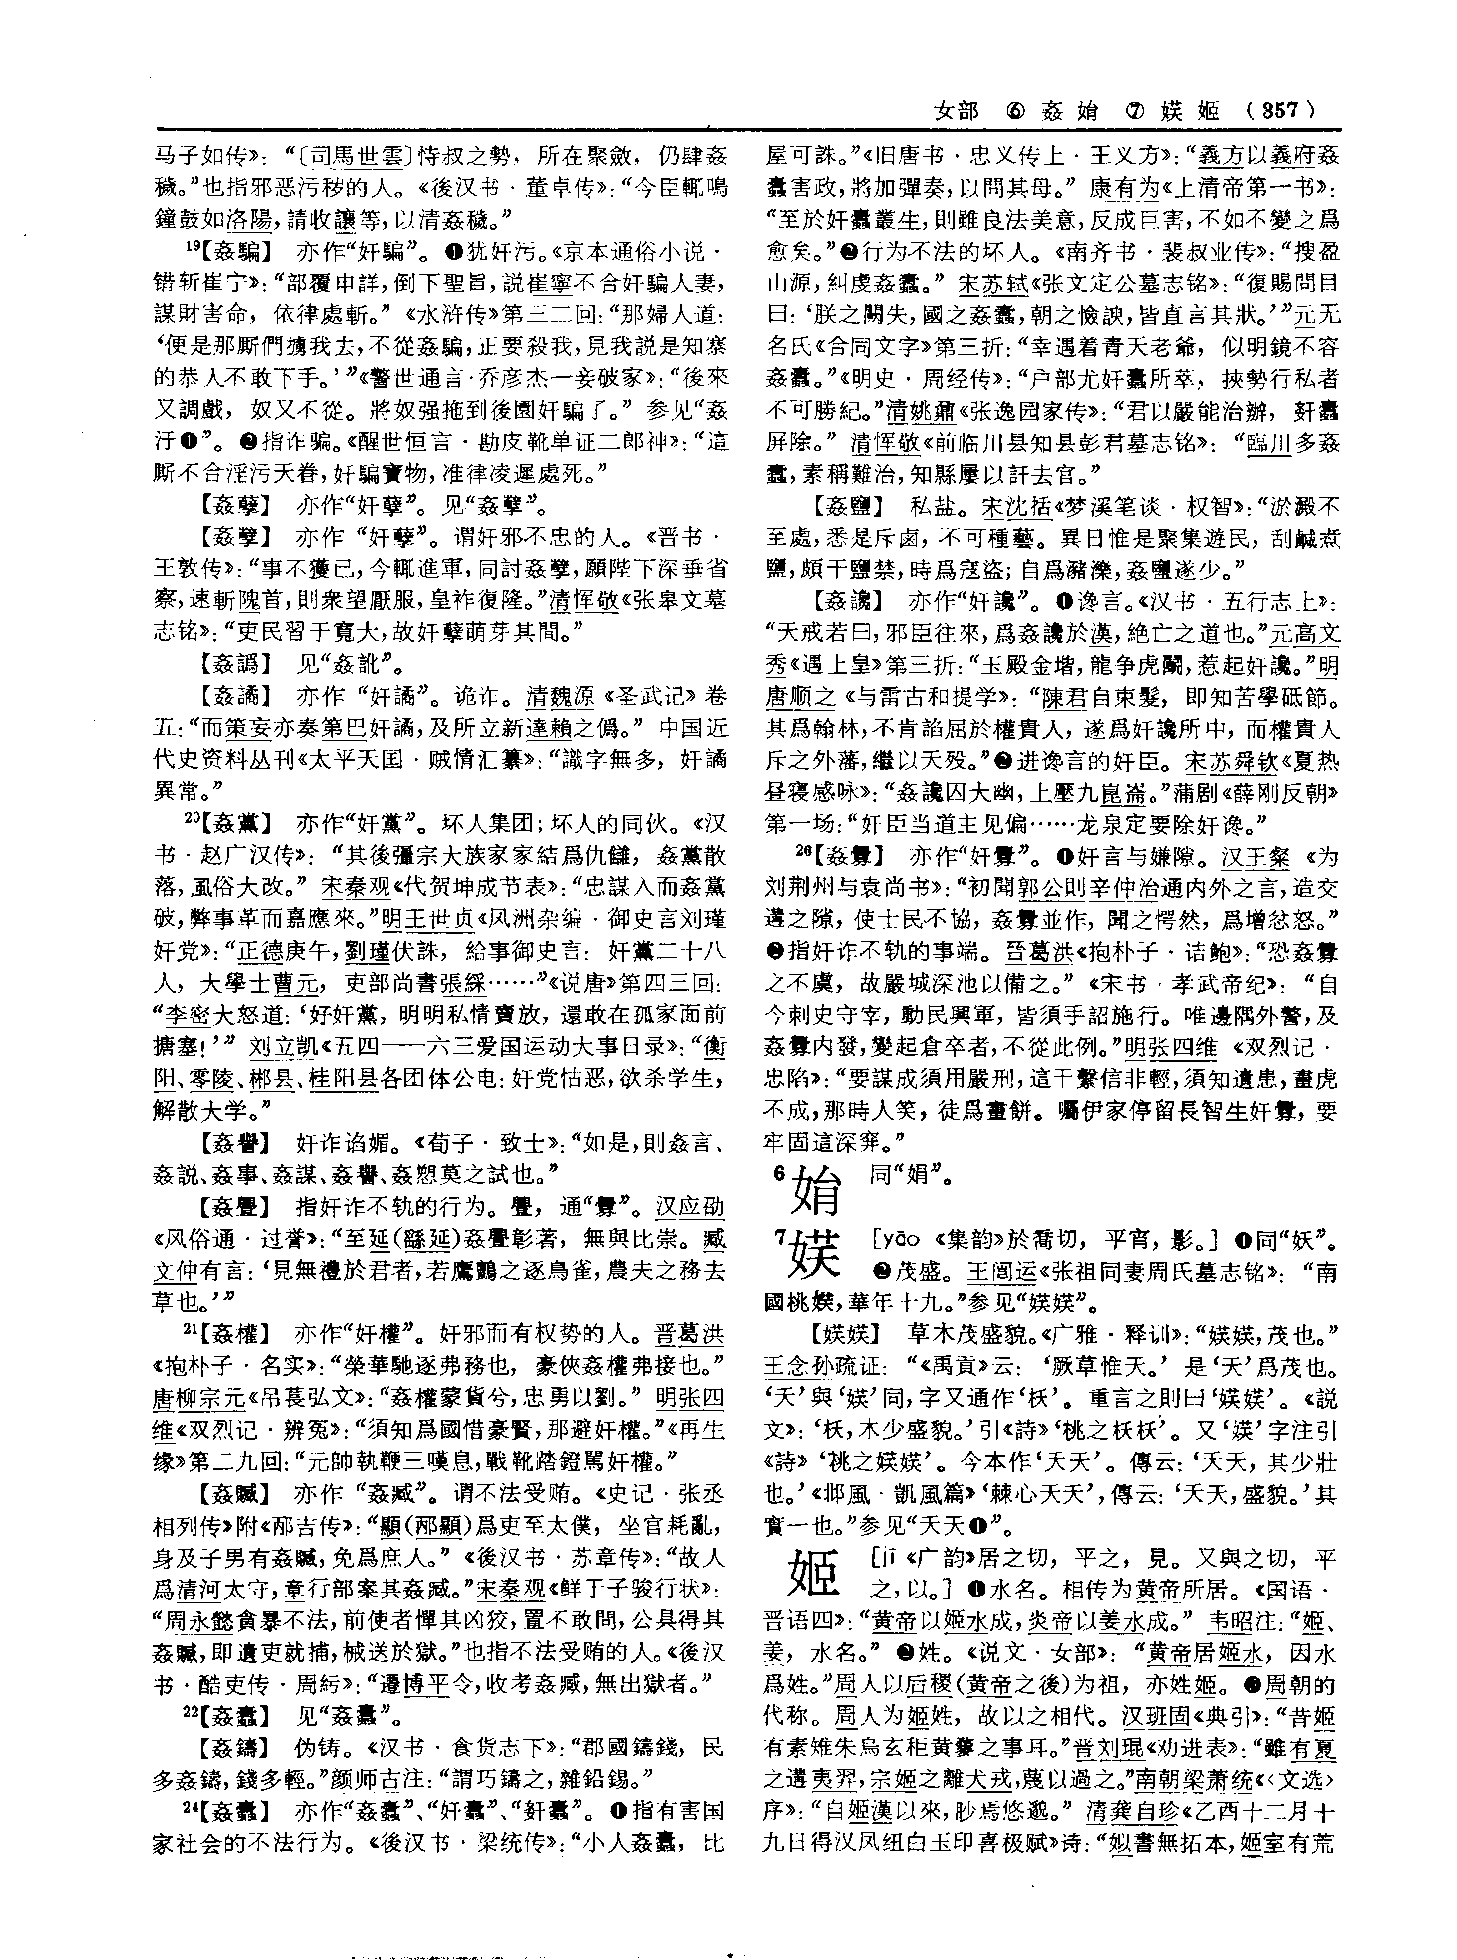 女部 ⑥ 姦 㛐 ⑦ 媖 姬 (357)
马子如传》：“〔司馬世雲〕恃叔之勢，所在聚斂，仍肆姦
穢。”也指邪恶污秽的人。《後汉书·董卓传》：“今臣輒鳴
鐘鼓如洛陽，請收讓等，以清姦穢。”
¹⁹【姦騙】 亦作“奸騙”。❶犹奸污。《京本通俗小说·
错斩崔宁》：“部覆申詳，倒下聖旨，説崔寧不合奸騙人妻，
謀財害命，依律處斬。”《水浒传》第三二回：“那婦人道：
‘便是那厮們擄我去，不從姦騙，正要殺我，見我説是知寨
的恭人不敢下手。’”《警世通言·乔彦杰一妾破家》：“後來
又調戲，奴又不從。將奴强拖到後園奸騙了。”参见“姦
汙❶”。❷指诈骗。《醒世恒言·勘皮靴单证二郎神》：“這
厮不合淫污天眷，奸騙寶物，准律凌遲處死。”
【姦孽】 亦作“奸孽”。见“姦孼”。
【姦孼】 亦作“奸孽”。谓奸邪不忠的人。《晋书·
王敦传》：“事不獲已，今輒進軍，同討姦孼，願陛下深垂省
察，速斬隗首，則衆望厭服，皇祚復隆。”清恽敬《张皋文墓
志铭》：“吏民習于寬大，故奸孽萌芽其間。”
【姦譌】 见“姦訛”。
【姦譎】 亦作“奸譎”。诡诈。清魏源《圣武记》卷
五：“而策妄亦奏第巴奸譎，及所立新達賴之僞。”中国近
代史资料丛刊《太平天国·贼情汇纂》：“識字無多，奸譎
異常。”
²⁰【姦黨】 亦作“奸黨”。坏人集团；坏人的同伙。《汉
书·赵广汉传》：“其後彊宗大族家家結爲仇讎，姦黨散
落，風俗大改。”宋秦观《代贺坤成节表》：“忠謀入而姦黨
破，弊事革而嘉應來。”明王世贞《凤洲杂编·御史言刘瑾
奸党》：“正德庚午，劉瑾伏誅，給事御史言：奸黨二十八
人，大學士曹元，吏部尚書張綵……”《说唐》第四三回：
“李密大怒道：‘好奸黨，明明私情賣放，還敢在孤家面前
搪塞！’”刘立凯《五四——六三爱国运动大事日录》：“衡
阳、零陵、郴县、桂阳县各团体公电：奸党怙恶，欲杀学生，
解散大学。”
【姦譽】 奸诈谄媚。《荀子·致士》：“如是，則姦言、
姦説、姦事、姦謀、姦譽、姦愬莫之試也。”
【姦舋】 指奸诈不轨的行为。舋，通“釁”。汉应劭
《风俗通·过誉》：“至延(繇延)姦舋彰著，無與比崇。臧
文仲有言：‘見無禮於君者，若鷹鸇之逐鳥雀，農夫之務去
草也。’”
²¹【姦權】 亦作“奸權”。奸邪而有权势的人。晋葛洪
《抱朴子·名实》：“榮華馳逐弗務也，豪俠姦權弗接也。”
唐柳宗元《吊苌弘文》：“姦權蒙貨兮，忠勇以劉。”明张四
维《双烈记·辨冤》：“須知爲國惜豪賢，那避奸權。”《再生
缘》第二九回：“元帥執鞭三嘆息，戰靴踏鐙駡奸權。”
【姦贓】 亦作“姦臧”。谓不法受贿。《史记·张丞
相列传》附《邴吉传》：“顯(邴顯)爲吏至太僕，坐官耗亂，
身及子男有姦贓，免爲庶人。”《後汉书·苏章传》：“故人
爲清河太守，章行部案其姦臧。”宋秦观《鲜于子骏行状》：
“周永懿貪暴不法，前使者憚其凶狡，置不敢問，公具得其
姦贓，即遣吏就捕，械送於獄。”也指不法受贿的人。《後汉
书·酷吏传·周紆》：“遷博平令，收考姦臧，無出獄者。”
²²【姦蠧】 见“姦蠹”。
【姦鑄】 伪铸。《汉书·食货志下》：“郡國鑄錢，民
多姦鑄，錢多輕。”颜师古注：“謂巧鑄之，雜鉛錫。”
²⁴【姦蠹】 亦作“姦蠧”、“奸蠹”、“姧蠹”。❶指有害国
家社会的不法行为。《後汉书·梁统传》：“小人姦蠹，比
屋可誅。”《旧唐书·忠义传上·王义方》：“義方以義府姦
蠹害政，將加彈奏，以問其母。”康有为《上清帝第一书》：
“至於奸蠹叢生，則雖良法美意，反成巨害，不如不變之爲
愈矣。”❷行为不法的坏人。《南齐书·裴叔业传》：“搜盈
山源，糾虔姦蠹。”宋苏轼《张文定公墓志铭》：“復賜問目
曰：‘朕之闕失，國之姦蠹，朝之憸諛，皆直言其狀。’”元无
名氏《合同文字》第三折：“幸遇着青天老爺，似明鏡不容
姦蠹。”《明史·周经传》：“户部尤奸蠹所萃，挾勢行私者
不可勝紀。”清姚鼐《张逸园家传》：“君以嚴能治辦，姧蠹
屏除。”清恽敬《前临川县知县彭君墓志铭》：“臨川多姦
蠹，素稱難治，知縣屢以訐去官。”
【姦鹽】 私盐。宋沈括《梦溪笔谈·权智》：“淤澱不
至處，悉是斥鹵，不可種藝。異日惟是聚集遊民，刮鹹煮
鹽，頗干鹽禁，時爲寇盜；自爲瀦濼，姦鹽遂少。”
【姦讒】 亦作“奸讒”。❶谗言。《汉书·五行志上》：
“天戒若曰，邪臣往來，爲姦讒於漢，絶亡之道也。”元高文
秀《遇上皇》第三折：“玉殿金堦，龍争虎鬭，惹起奸讒。”明
唐顺之《与雷古和提学》：“陳君自束髮，即知苦學砥節。
其爲翰林，不肯諂屈於權貴人，遂爲奸讒所中，而權貴人
斥之外藩，繼以夭殁。”❷进谗言的奸臣。宋苏舜钦《夏热
昼寝感咏》：“姦讒囚大幽，上壓九崑崙。”蒲剧《薛刚反朝》
第一场：“奸臣当道主见偏……龙泉定要除奸谗。”
²⁶【姦釁】 亦作“奸釁”。❶奸言与嫌隙。汉王粲《为
刘荆州与袁尚书》：“初聞郭公則辛仲治通内外之言，造交
遘之隙，使士民不協，姦釁並作，聞之愕然，爲增忿怒。”
❷指奸诈不轨的事端。晋葛洪《抱朴子·诘鲍》：“恐姦釁
之不虞，故嚴城深池以備之。”《宋书·孝武帝纪》：“自
今刺史守宰，動民興軍，皆須手詔施行。唯邊隅外警，及
姦釁内發，變起倉卒者，不從此例。”明张四维《双烈记·
忠陷》：“要謀成須用嚴刑，這干繫信非輕，須知遺患，畫虎
不成，那時人笑，徒爲畫餅。囑伊家停留長智生奸釁，要
牢固這深穽。”
6 㛐 同“娟”。
7 媖 [yāo 《集韵》於喬切，平宵，影。] ❶同“妖”。
❷茂盛。王闿运《张祖同妻周氏墓志铭》：“南
國桃媖，華年十九。”参见“媖媖”。
【媖媖】 草木茂盛貌。《广雅·释训》：“媖媖，茂也。”
王念孙疏证：“《禹貢》云：‘厥草惟夭。’是‘夭’爲茂也。
‘夭’與‘媖’同，字又通作‘枖’。重言之則曰‘媖媖’。《説
文》：‘枖，木少盛貌。’引《詩》‘桃之枖枖’。又‘媖’字注引
《詩》‘桃之媖媖’。今本作‘夭夭’。傳云：‘夭夭，其少壯
也。’《邶風·凱風篇》‘棘心夭夭’，傳云：‘夭夭，盛貌。’其
實一也。”参见“夭夭❶”。
姬 [jī 《广韵》居之切，平之，見。又與之切，平
之，以。] ❶水名。相传为黄帝所居。《国语·
晋语四》：“黄帝以姬水成，炎帝以姜水成。”韦昭注：“姬、
姜，水名。”❷姓。《说文·女部》：“黄帝居姬水，因水
爲姓。”周人以后稷(黄帝之後)为祖，亦姓姬。❸周朝的
代称。周人为姬姓，故以之相代。汉班固《典引》：“昔姬
有素雉朱烏玄秬黄䅘之事耳。”晋刘琨《劝进表》：“雖有夏
之遘夷羿，宗姬之離犬戎，蔑以過之。”南朝梁萧统《〈文选〉
序》：“自姬漢以來，眇焉悠邈。”清龚自珍《乙酉十二月十
九日得汉凤纽白玉印喜极赋》诗：“姒書無拓本，姬室有荒